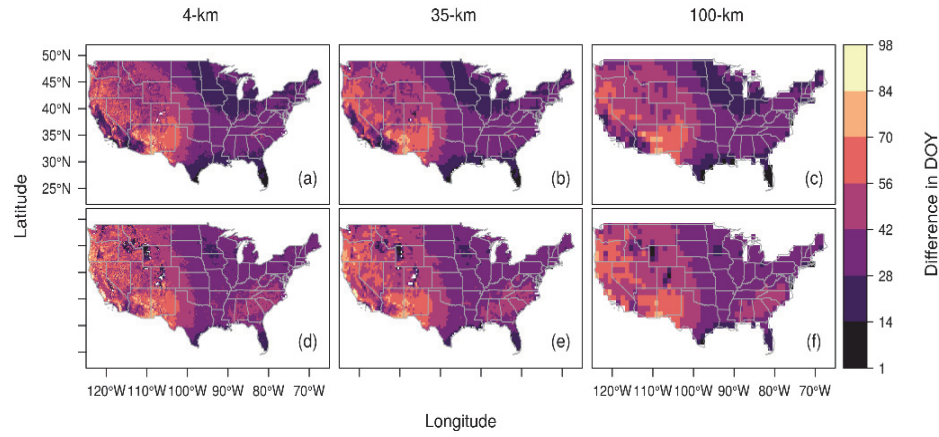 4-km 35-km 100-km
50°N
45°N
40°N
35°N
30°N
25°N
Latitude
(a) (b) (c)
(d) (e) (f)
120°W 110°W 100°W 90°W 80°W 70°W 120°W 110°W 100°W 90°W 80°W 70°W
Longitude
98
84
70
56
42
28
14
1
Difference in DOY